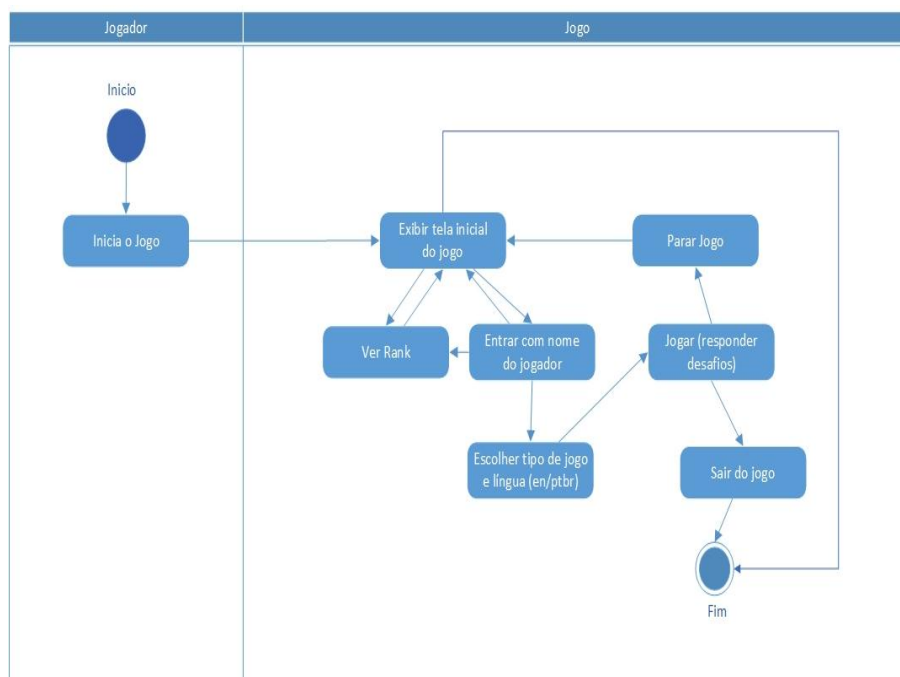 Jogador
Jogo
Inicio
Inicia o Jogo
Exibir tela inicial
do jogo
Parar Jogo
Ver Rank
Entrar com nome
do jogador
Jogar (responder
desafios)
Escolher tipo de jogo
e língua (en/ptbr)
Sair do jogo
Fim